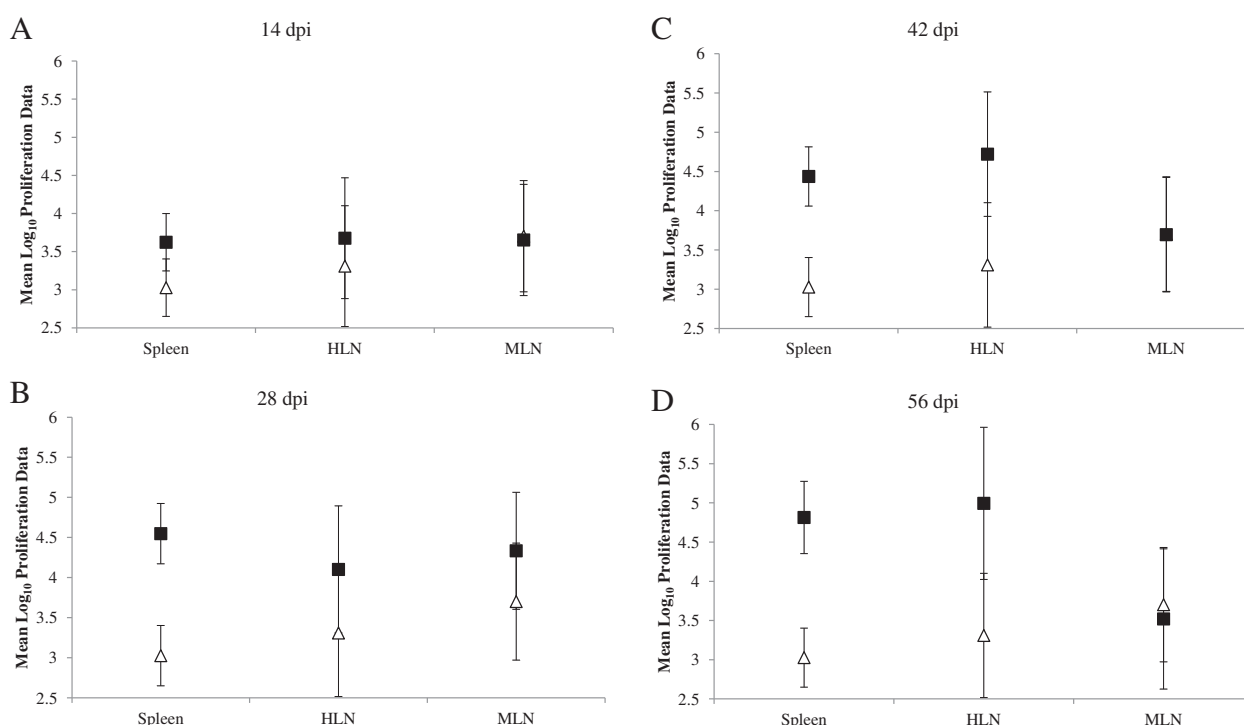 A
14 dpi
Mean Log10 Proliferation Data
6
5.5
5
4.5
4
3.5
3
2.5
Spleen HLN MLN
B
28 dpi
Mean Log10 Proliferation Data
6
5.5
5
4.5
4
3.5
3
2.5
Spleen HLN MLN
C
42 dpi
Mean Log10 Proliferation Data
6
5.5
5
4.5
4
3.5
3
2.5
Spleen HLN MLN
D
56 dpi
Mean Log10 Proliferation Data
6
5.5
5
4.5
4
3.5
3
2.5
Spleen HLN MLN